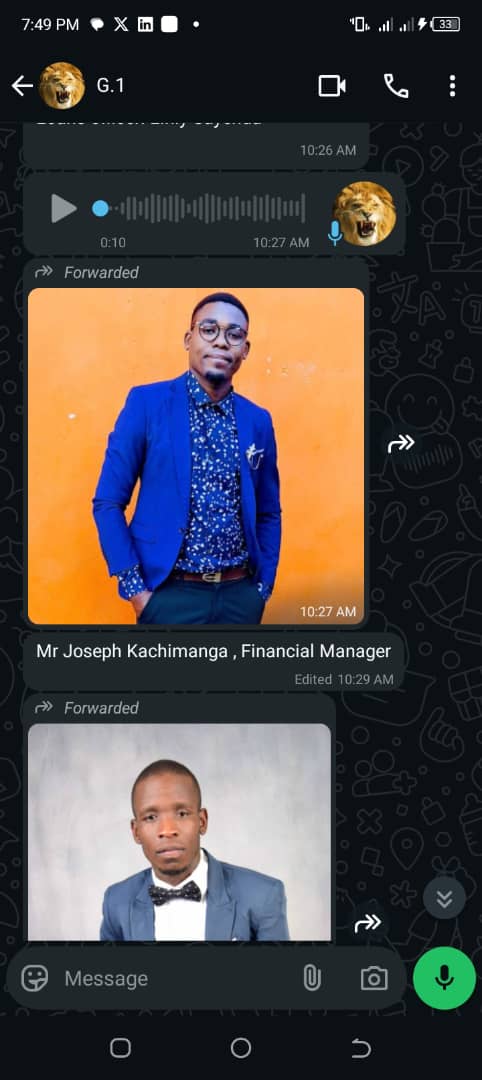 7:49 PM
33
G.1
10:26 AM
0:10
10:27 AM
Forwarded
10:27 AM
Mr Joseph Kachimanga , Financial Manager
Edited 10:29 AM
Forwarded
Message